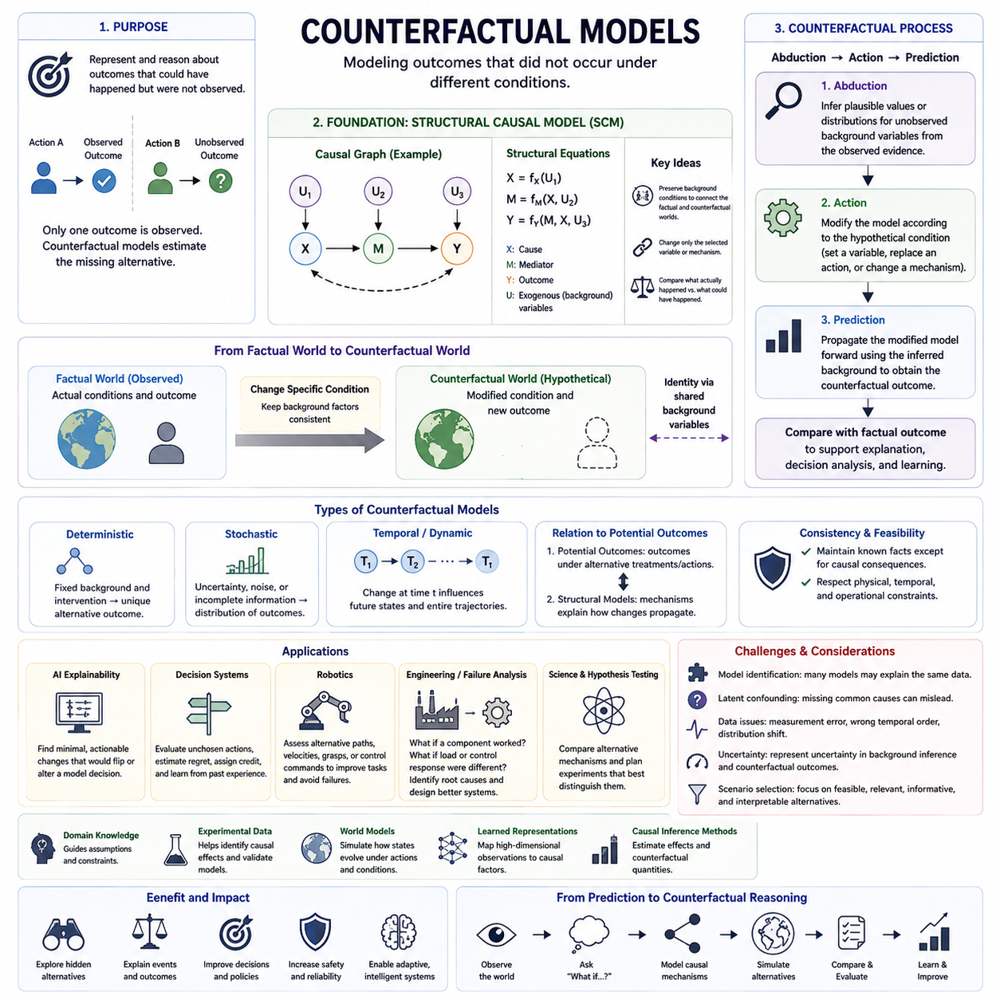 COUNTERFACTUAL MODELS
Modeling outcomes that did not occur under
different conditions.
1. PURPOSE
Represent and reason about
outcomes that could have
happened but were not observed.
Action A
Observed
Outcome
Action B
Unobserved
Outcome
?
Only one outcome is observed.
Counterfactual models estimate
the missing alternative.
2. FOUNDATION: STRUCTURAL CAUSAL MODEL (SCM)
Causal Graph (Example)
U1
U2
U3
X
M
Y
Structural Equations
X = fX(U1)
M = fM(X, U2)
Y = fY(M, X, U3)
X: Cause
M: Mediator
Y: Outcome
U: Exogenous (background)
variables
Key Ideas
Preserve background
conditions to connect the
factual and counterfactual
worlds.
Change only the selected
variable or mechanism.
Compare what actually
happened vs. what could
have happened.
3. COUNTERFACTUAL PROCESS
Abduction → Action → Prediction
1. Abduction
Infer plausible values or
distributions for unobserved
background variables from
the observed evidence.
2. Action
Modify the model according
to the hypothetical condition
(set a variable, replace an
action, or change a mechanism).
3. Prediction
Propagate the modified model
forward using the inferred
background to obtain the
counterfactual outcome.
Compare with factual outcome
to support explanation,
decision analysis, and learning.
From Factual World to Counterfactual World
Factual World (Observed)
Actual conditions and outcome
Change Specific Condition
Keep background factors
consistent
Counterfactual World (Hypothetical)
Modified condition and
new outcome
Identity via
shared
background
variables
Types of Counterfactual Models
Deterministic
Fixed background and
intervention → unique
alternative outcome.
Stochastic
Uncertainty, noise, or
incomplete information →
distribution of outcomes.
Temporal / Dynamic
T1
T2
...
T1
Change at time t influences
future states and entire trajectories.
Relation to Potential Outcomes
1. Potential Outcomes: outcomes
under alternative treatments/actions.
2. Structural Models: mechanisms
explain how changes propagate.
Consistency & Feasibility
✓ Maintain known facts except
for causal consequences.
✓ Respect physical, temporal,
and operational constraints.
Applications
AI Explainability
Find minimal, actionable
changes that would flip or
alter a model decision.
Decision Systems
Evaluate unchosen actions,
estimate regret, assign credit,
and learn from past experience.
Robotics
Assess alternative paths,
velocities, grasps, or control
commands to improve tasks
and avoid failures.
Engineering / Failure Analysis
What if a component worked?
What if load or control
response were different?
Identify root causes and
design better systems.
Science & Hypothesis Testing
Compare alternative
mechanisms and plan
experiments that best
distinguish them.
Challenges & Considerations
Model identification: many models may explain the same data.
?
Latent confounding: missing common causes can mislead.
Data issues: measurement error, wrong temporal order,
distribution shift.
Uncertainty: represent uncertainty in background inference
and counterfactual outcomes.
Scenario selection: focus on feasible, relevant, informative,
and interpretable alternatives.
Domain Knowledge
Guides assumptions
and constraints.
Experimental Data
Helps identify causal
effects and validate
models.
World Models
Simulate how states
evolve under actions
and conditions.
Learned Representations
Map high-dimensional
observations to causal
factors.
Causal Inference Methods
Estimate effects and
counterfactual
quantities.
Eenefit and Impact
Explore hidden
alternatives
Explain events
and outcomes
Improve decisions
and policies
Increase safety
and reliability
Enable adaptive,
intelligent systems
From Prediction to Counterfactual Reasoning
Observe
the world
Ask
“What if...?”
Model causal
mechanisms
Simulate
alternatives
Compare &
Evaluate
Learn &
Improve